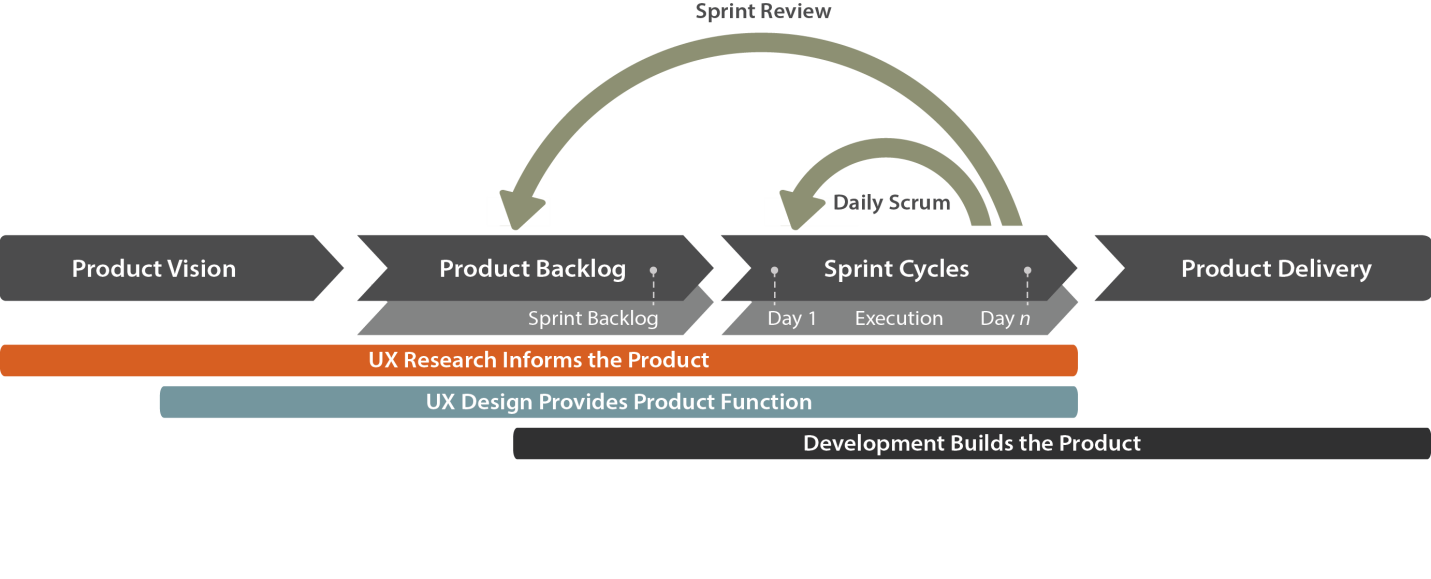 Sprint Review
Daily Scrum
Product Vision
Product Backlog
Sprint Cycles
Product Delivery
Sprint Backlog
Day 1
Execution
Day n
UX Research Informs the Product
UX Design Provides Product Function
Development Builds the Product